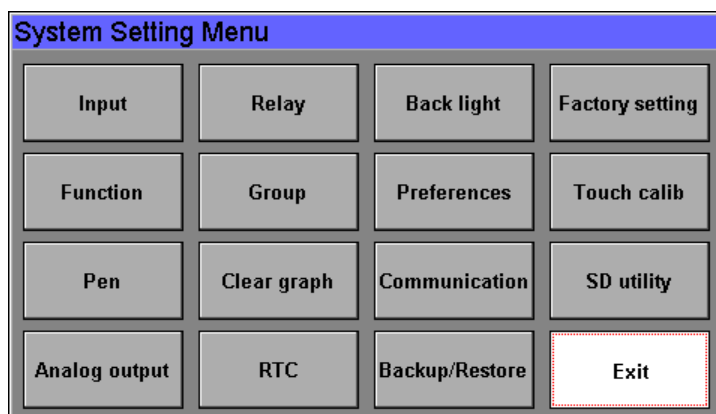 System Setting Menu
Input Relay Back light Factory setting
Function Group Preferences Touch calib
Pen Clear graph Communication SD utility
Analog output RTC Backup/Restore Exit